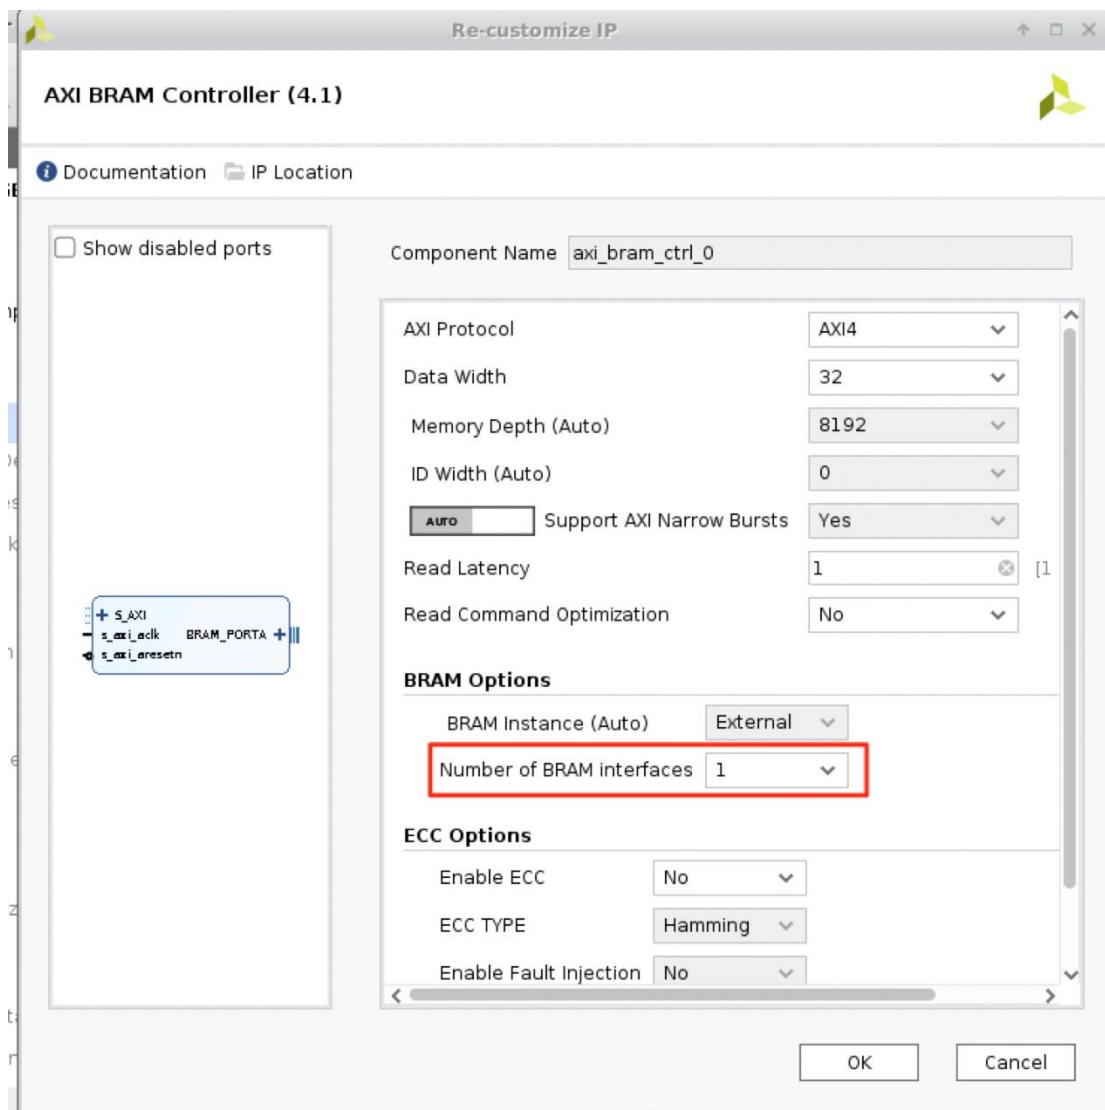 Re-customize IP
AXI BRAM Controller (4.1)
Documentation IP Location
Show disabled ports
S_AXI
s_axi_aclk BRAM_PORTA
s_axi_aresetn
Component Name axi_bram_ctrl_0
AXI Protocol AXI4
Data Width 32
Memory Depth (Auto) 8192
ID Width (Auto) 0
AUTO Support AXI Narrow Bursts Yes
Read Latency 1 [1
Read Command Optimization No
BRAM Options
BRAM Instance (Auto) External
Number of BRAM interfaces 1
ECC Options
Enable ECC No
ECC TYPE Hamming
Enable Fault Injection No
OK Cancel